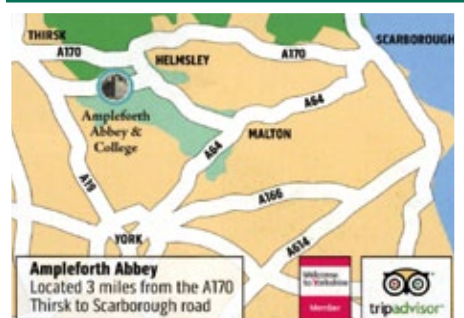 THIRSK
A170
HELMSLEY
A170
SCARBOROUGH
Ampleforth
Abbey &
College
A64
MALTON
A64
A19
A166
YORK
A614
Ampleforth Abbey
Located 3 miles from the A170
Thirsk to Scarborough road
Welcome
to Yorkshire
Member
tripadvisor